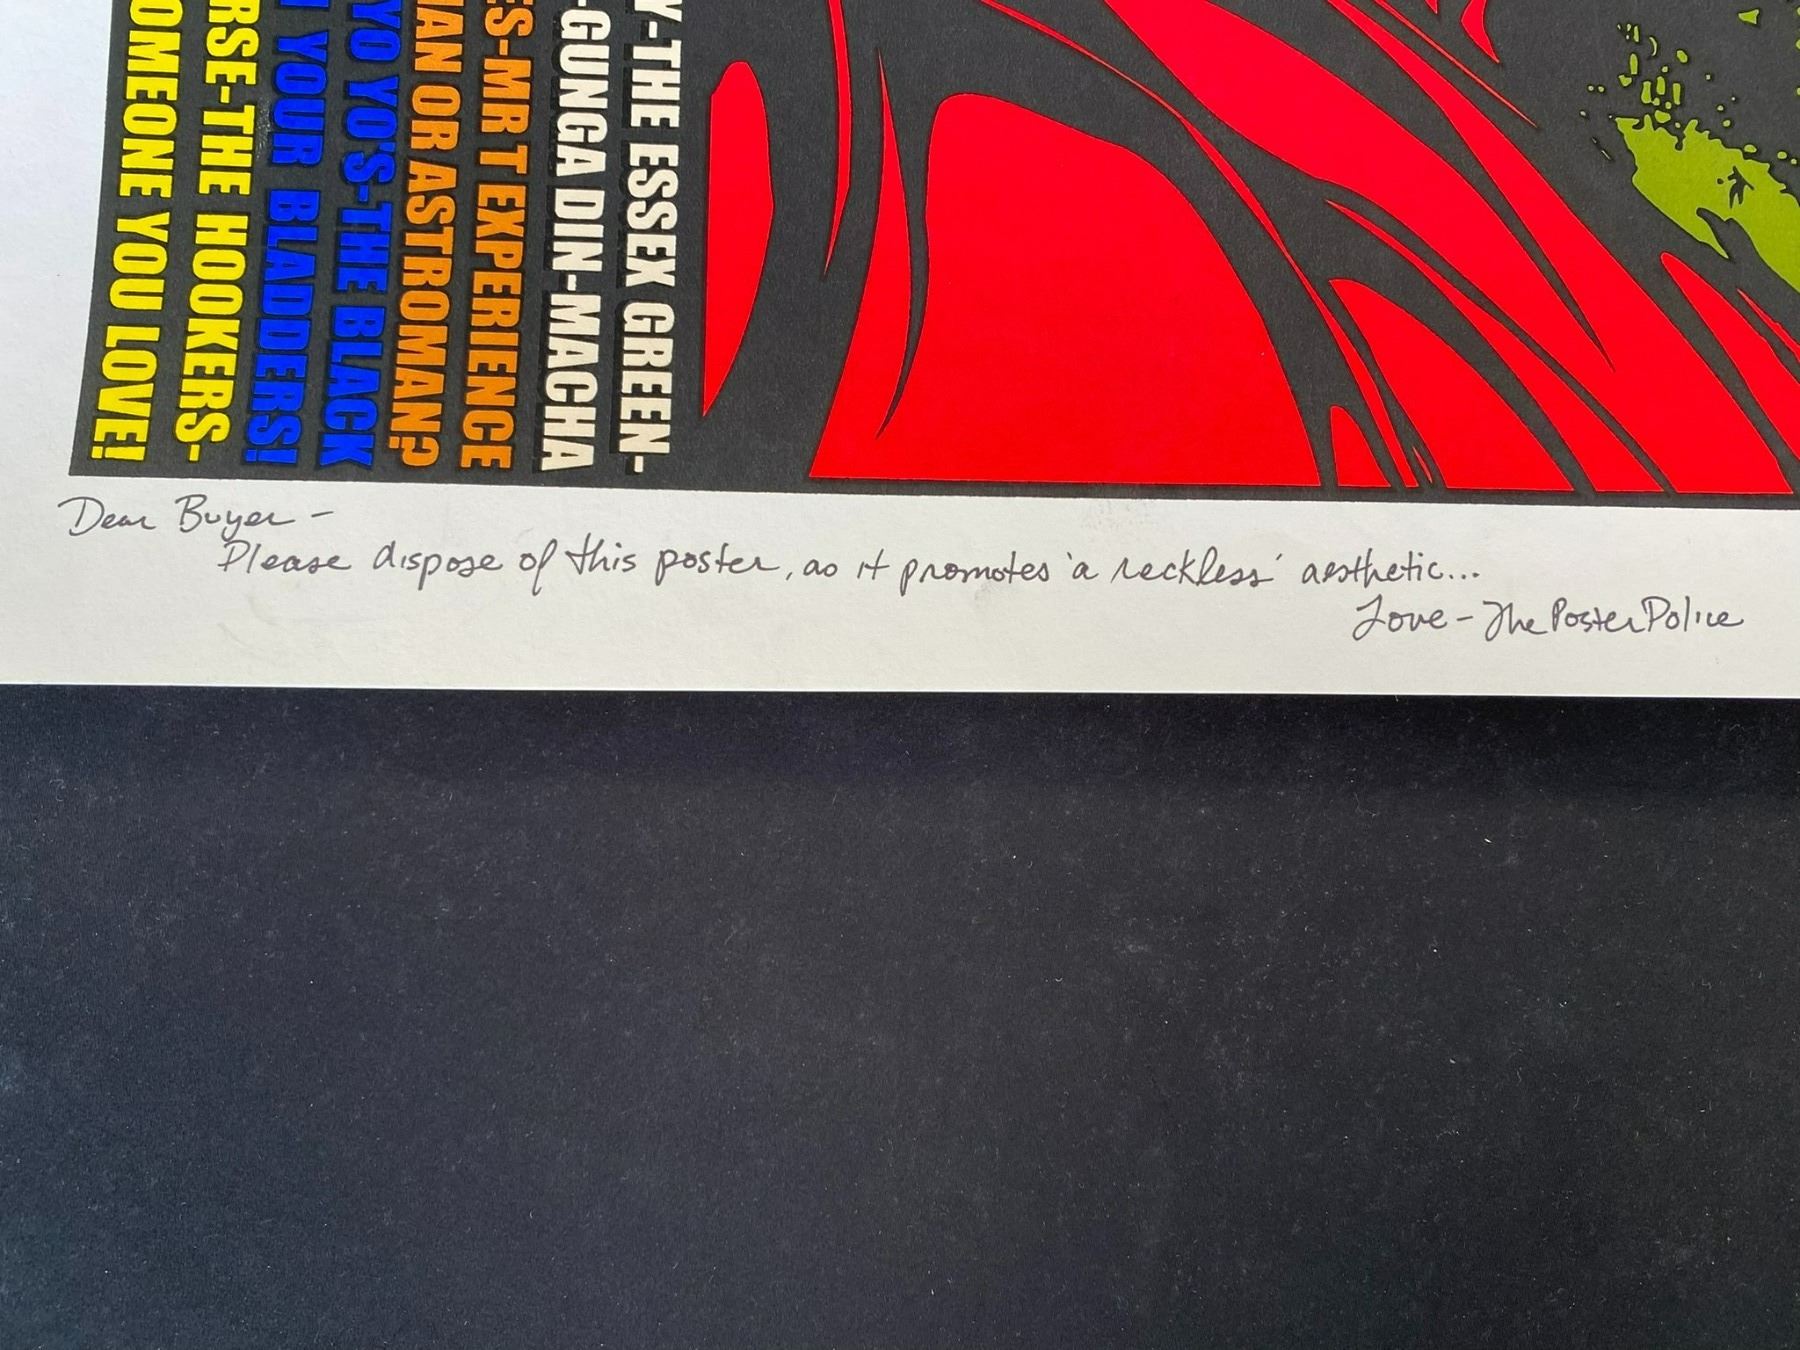 Y-THE ESSEX GREEN-
-GUNGA DIN-MACHA
ES-MR T EXPERIENCE
AN OR ASTROMAN?
YO YO'S-THE BLACK
YOUR BLADDERS!
RSE-THE HOOKERS-
OMEONE YOU LOVE!
Dear Buyer –
Please dispose of this poster, as it promotes 'a reckless' aesthetic...
Love – The Poster Police